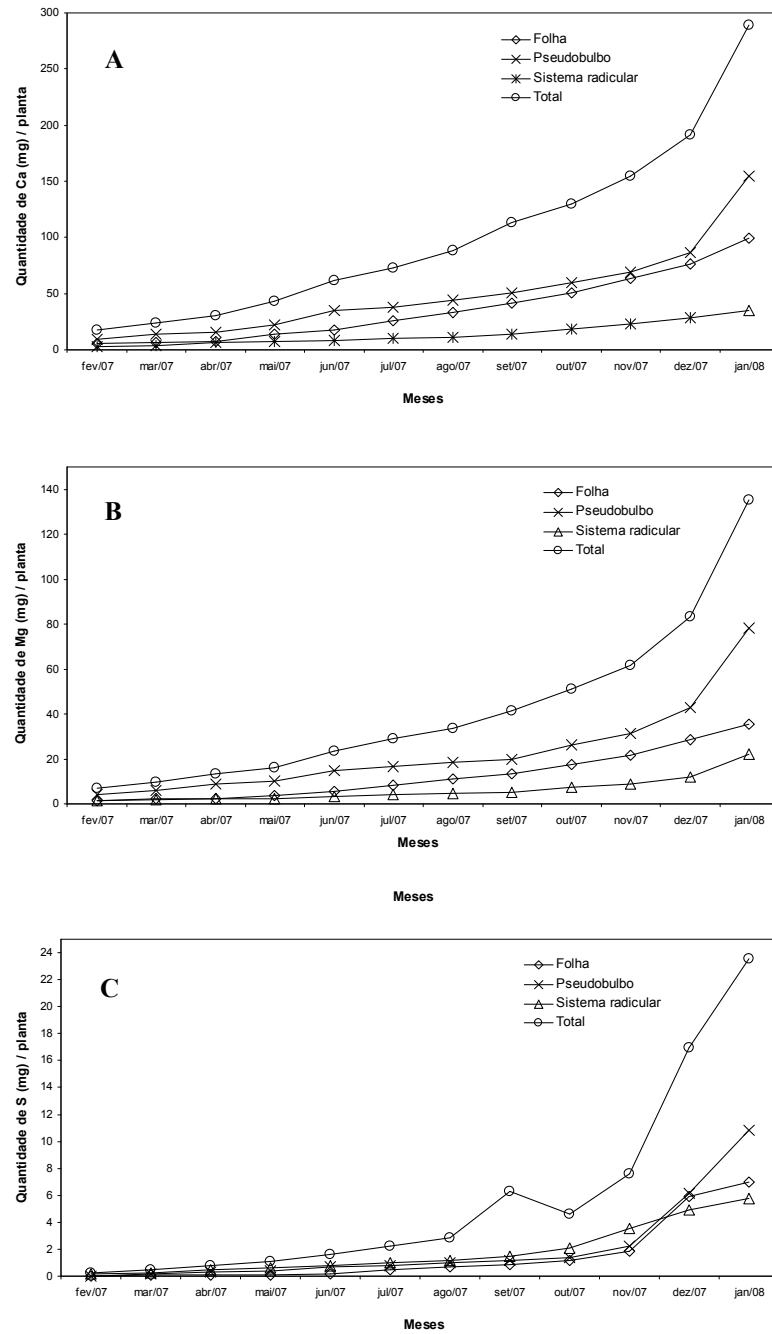 A
Folha
Pseudobulbo
Sistema radicular
Total
Quantidade de Ca (mg) / planta
300
250
200
150
100
50
0
fev/07 mar/07 abr/07 mai/07 jun/07 jul/07 ago/07 set/07 out/07 nov/07 dez/07 jan/08
Meses
B
Folha
Pseudobulbo
Sistema radicular
Total
Quantidade de Mg (mg) / planta
140
120
100
80
60
40
20
0
fev/07 mar/07 abr/07 mai/07 jun/07 jul/07 ago/07 set/07 out/07 nov/07 dez/07 jan/08
Meses
Meses
C
Folha
Pseudobulbo
Sistema radicular
Total
Quantidade de S (mg) / planta
24
22
20
18
16
14
12
10
8
6
4
2
0
fev/07 mar/07 abr/07 mai/07 jun/07 jul/07 ago/07 set/07 out/07 nov/07 dez/07 jan/08
Meses